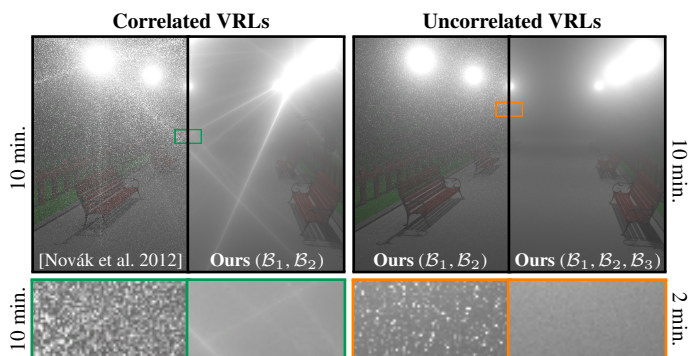 Correlated VRLs
Uncorrelated VRLs
10 min.
10 min.
[Novák et al. 2012]
Ours (B₁, B₂)
Ours (B₁, B₂)
Ours (B₁, B₂, B₃)
10 min.
2 min.